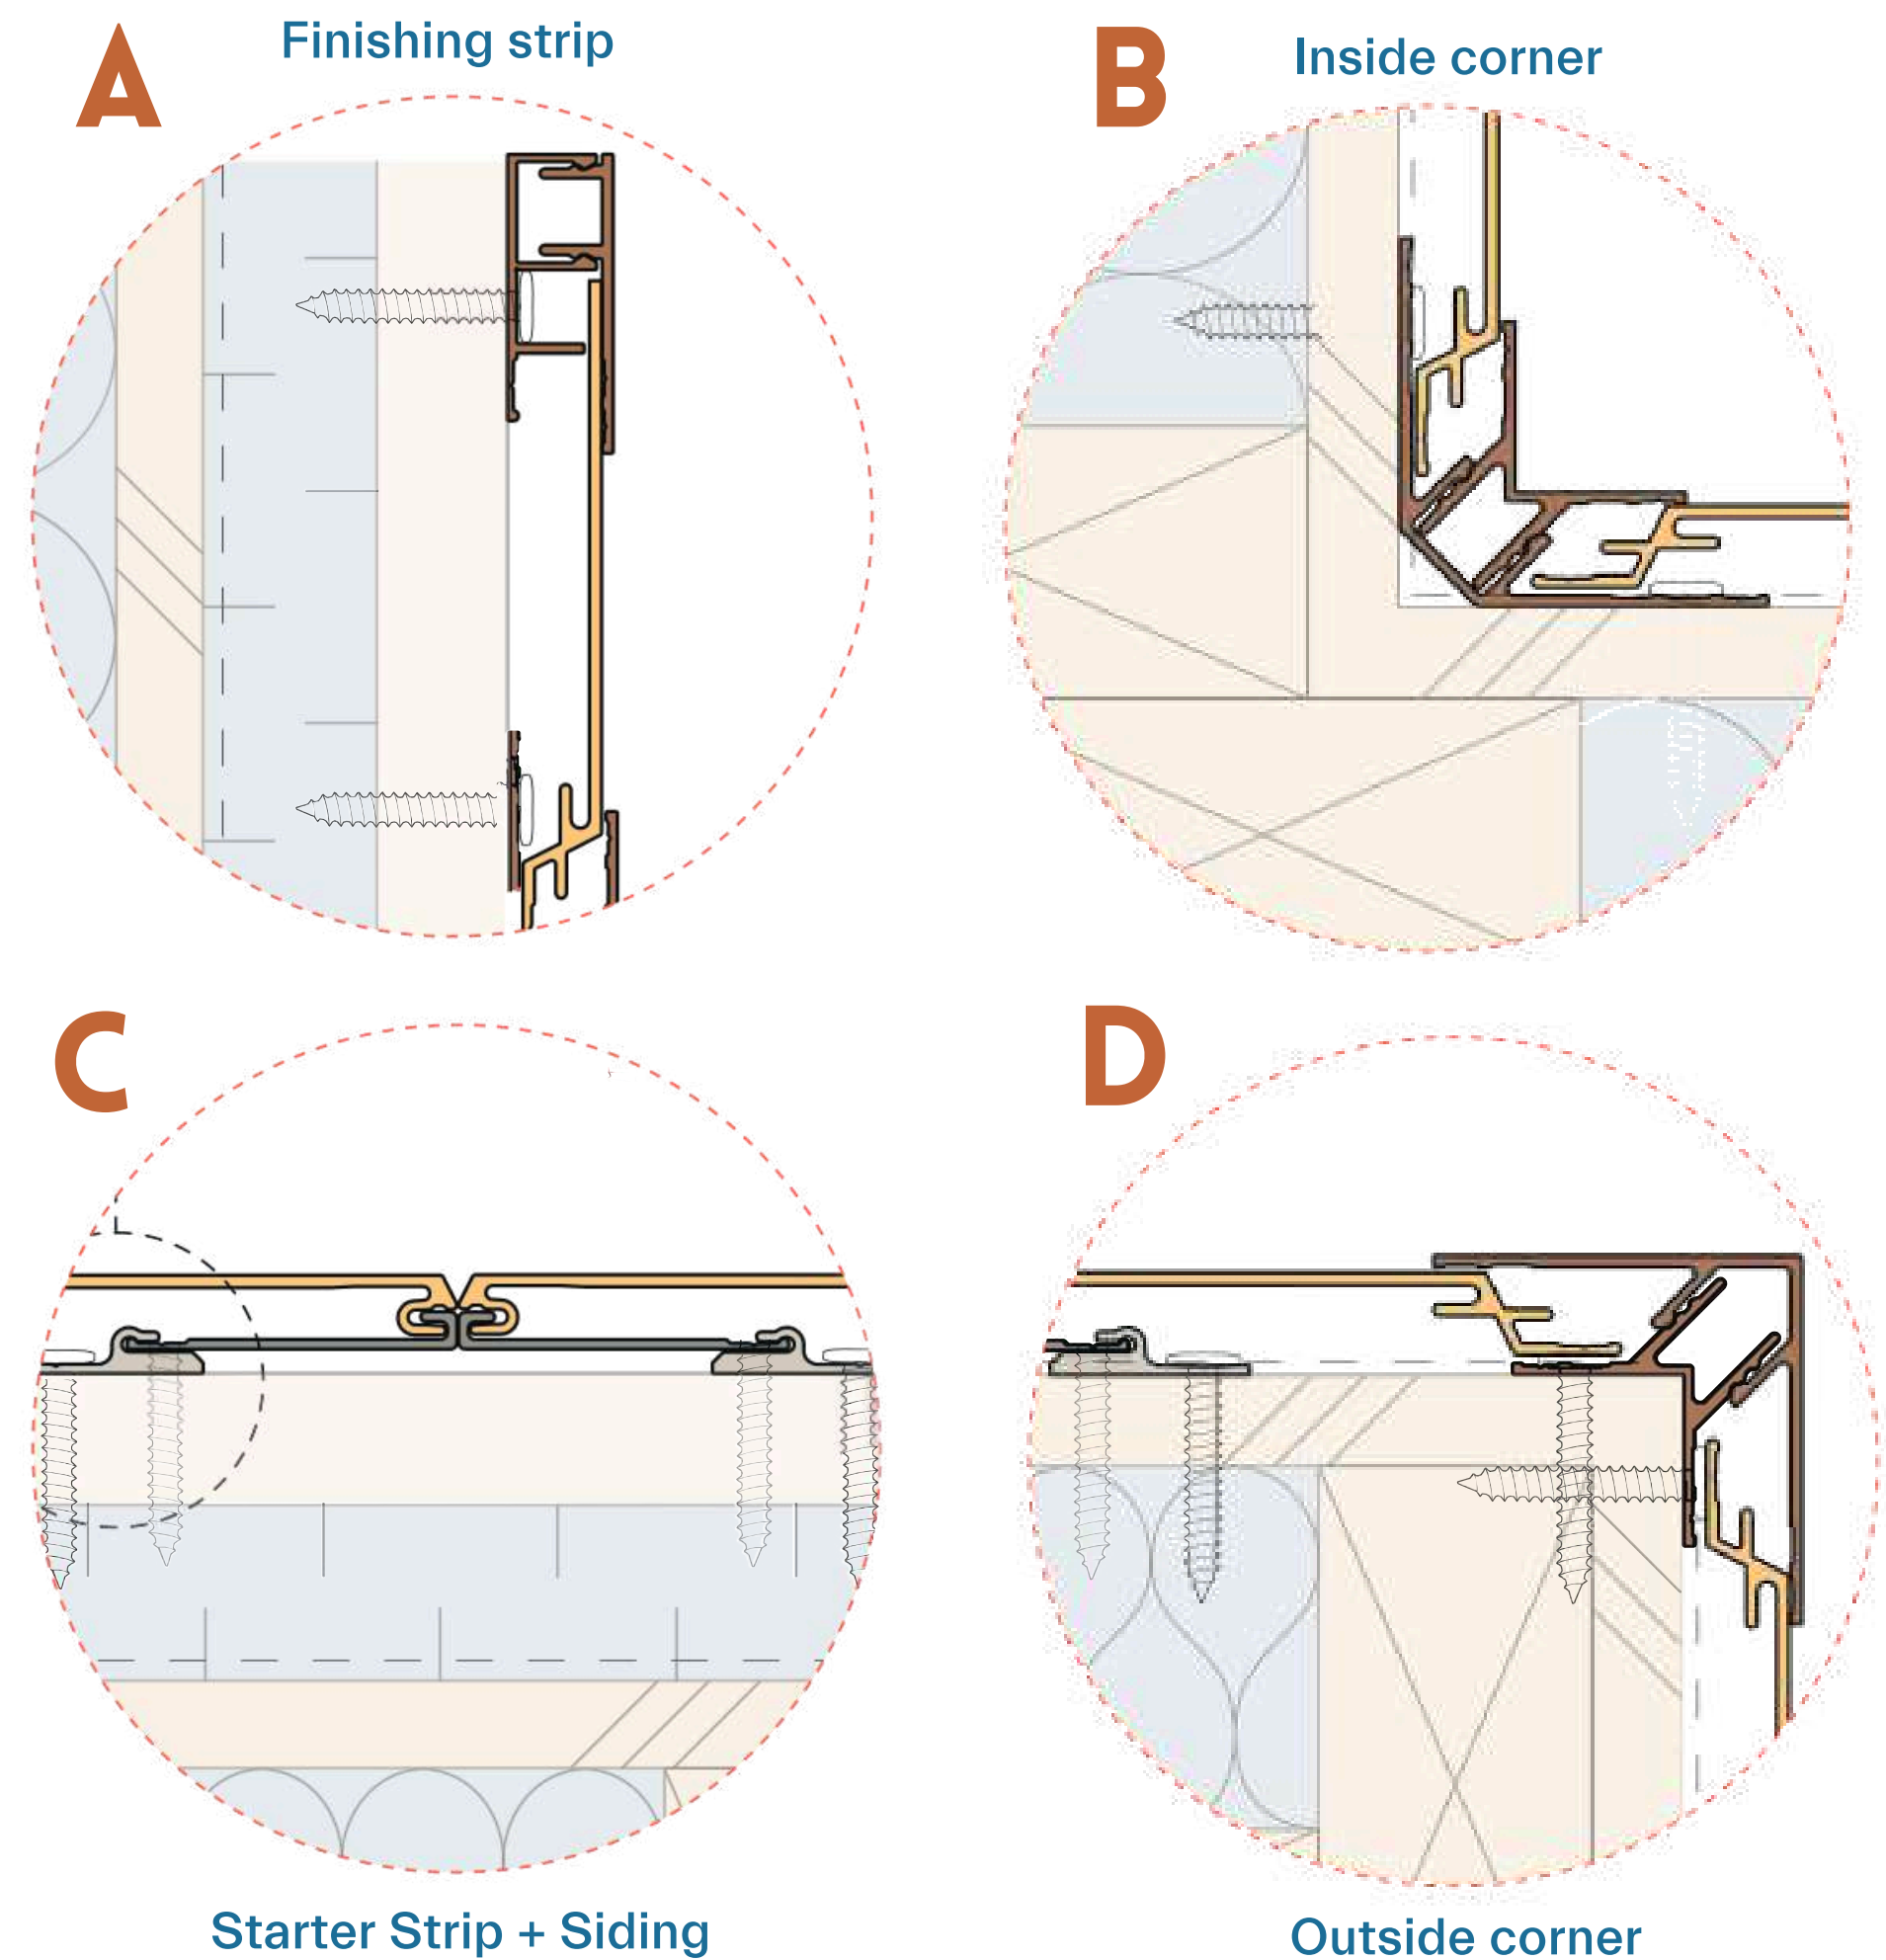 A
Finishing strip
B
Inside corner
C
Starter Strip + Siding
D
Outside corner